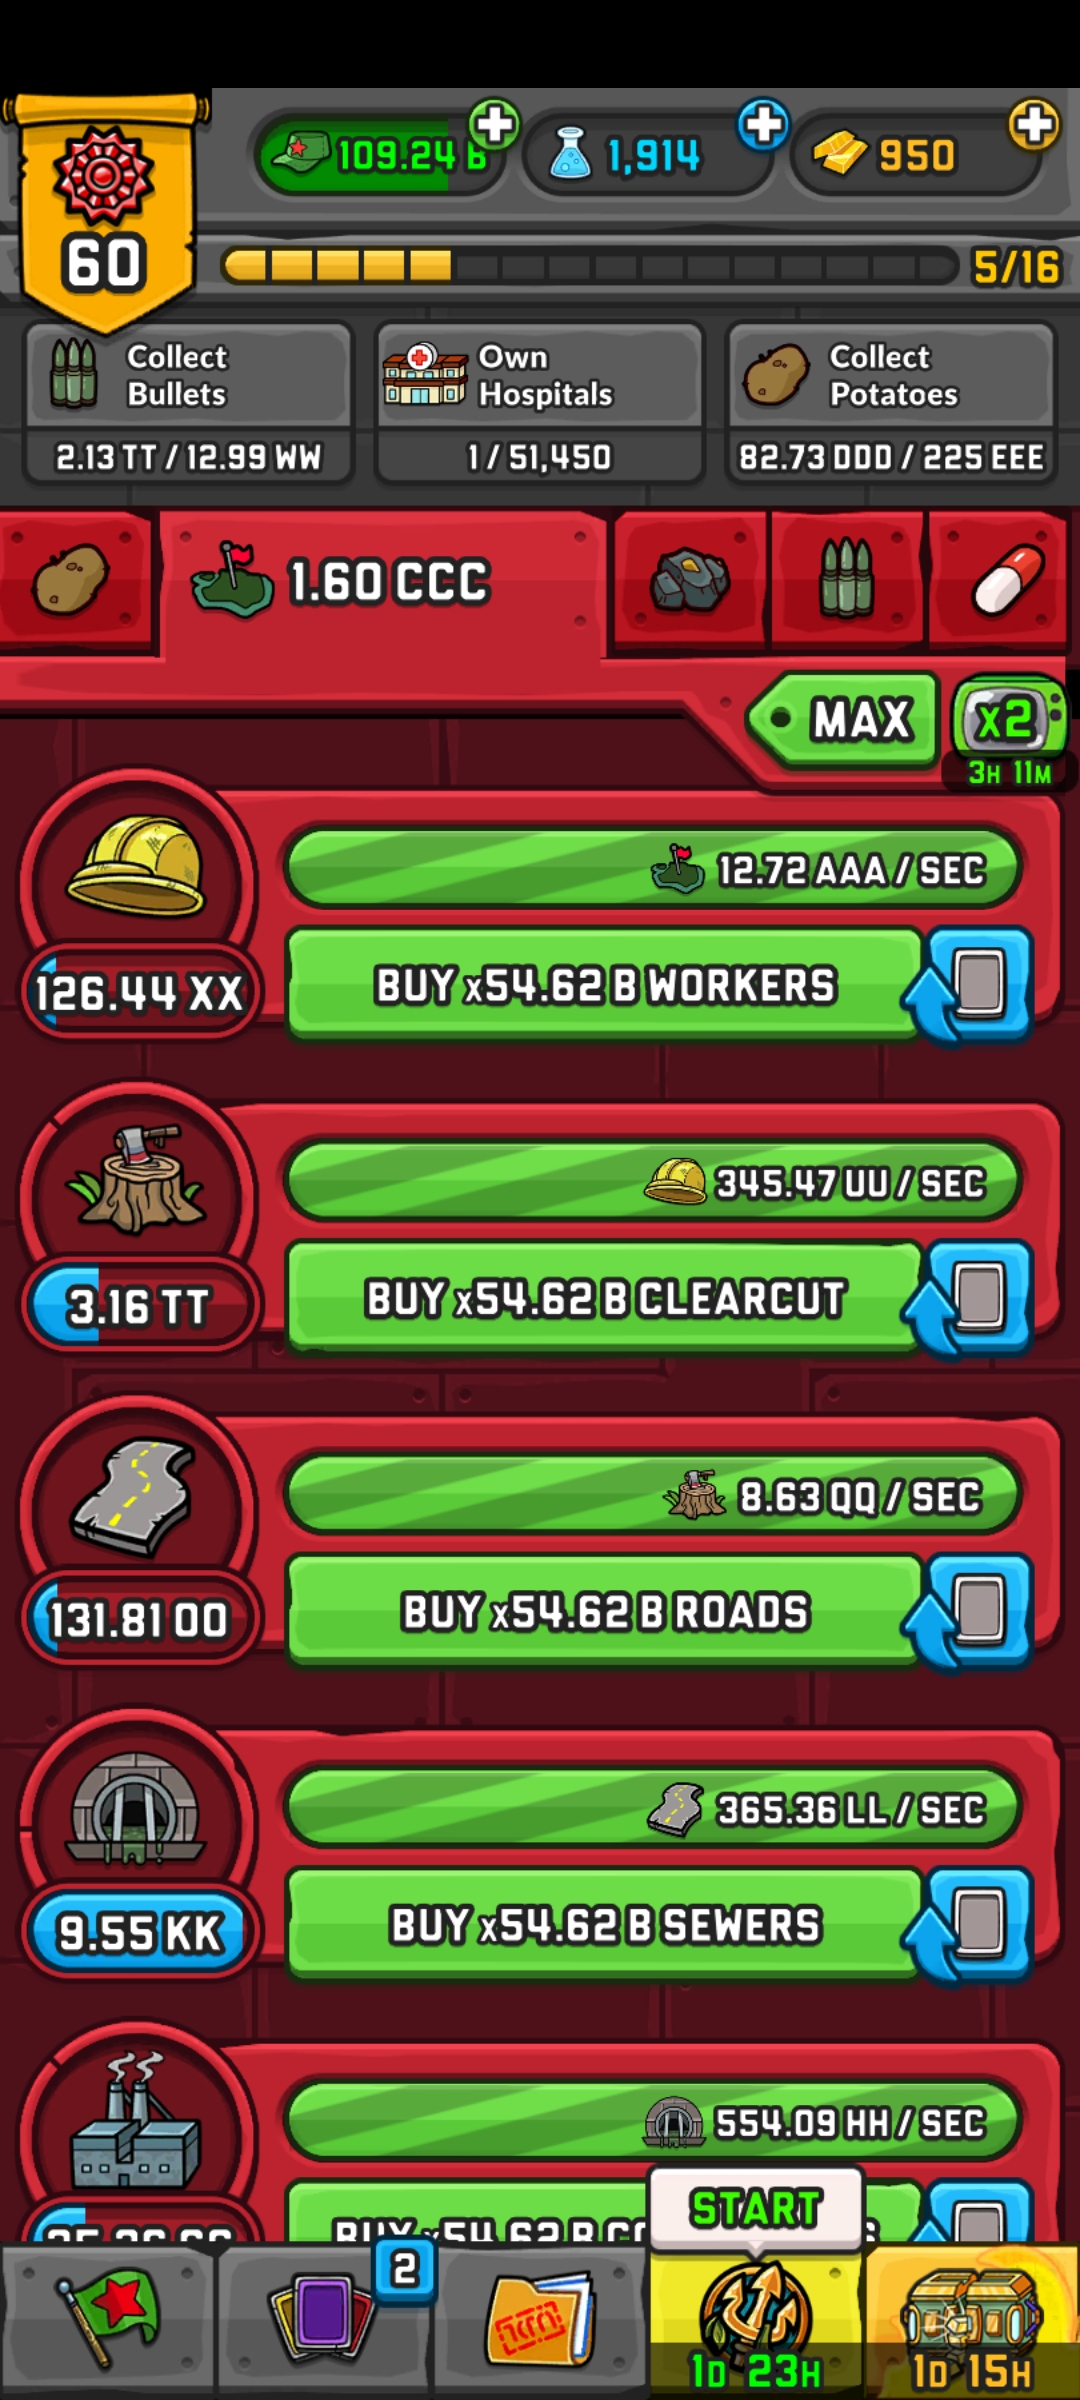 109.24 B
1,914
950
60
5/16
Collect
Bullets
2.13 TT / 12.99 WW
Own
Hospitals
1 / 51,450
Collect
Potatoes
82.73 DDD / 225 EEE
1.60 CCC
MAX
x2
3H 11M
12.72 AAA / SEC
126.44 XX
BUY x54.62 B WORKERS
345.47 UU / SEC
3.16 TT
BUY x54.62 B CLEARCUT
8.63 QQ / SEC
131.81 OO
BUY x54.62 B ROADS
365.36 LL / SEC
9.55 KK
BUY x54.62 B SEWERS
554.09 HH / SEC
BUY x54.62 B
START
2
1D 23H
1D 15H